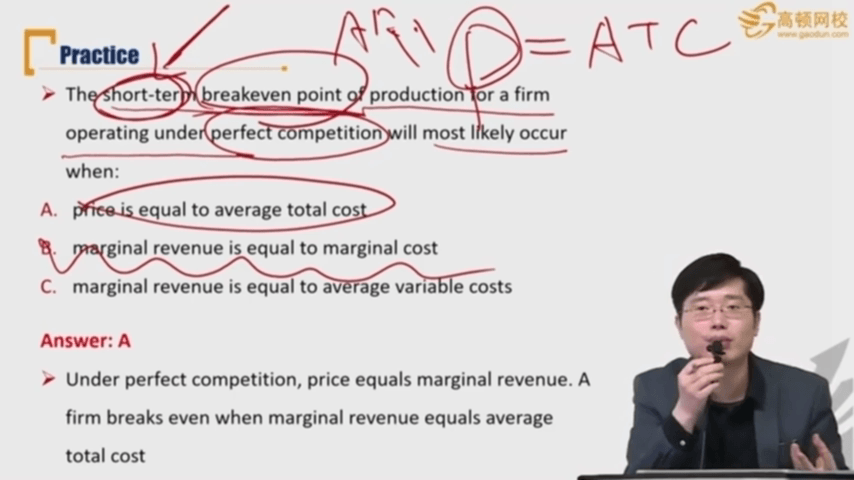 高顿网校
www.gaodun.com
P = ATC
Practice
➤ The short-term breakeven point of production for a firm
operating under perfect competition will most likely occur
when:
A. price is equal to average total cost
B. marginal revenue is equal to marginal cost
C. marginal revenue is equal to average variable costs
Answer: A
➤ Under perfect competition, price equals marginal revenue. A
firm breaks even when marginal revenue equals average
total cost